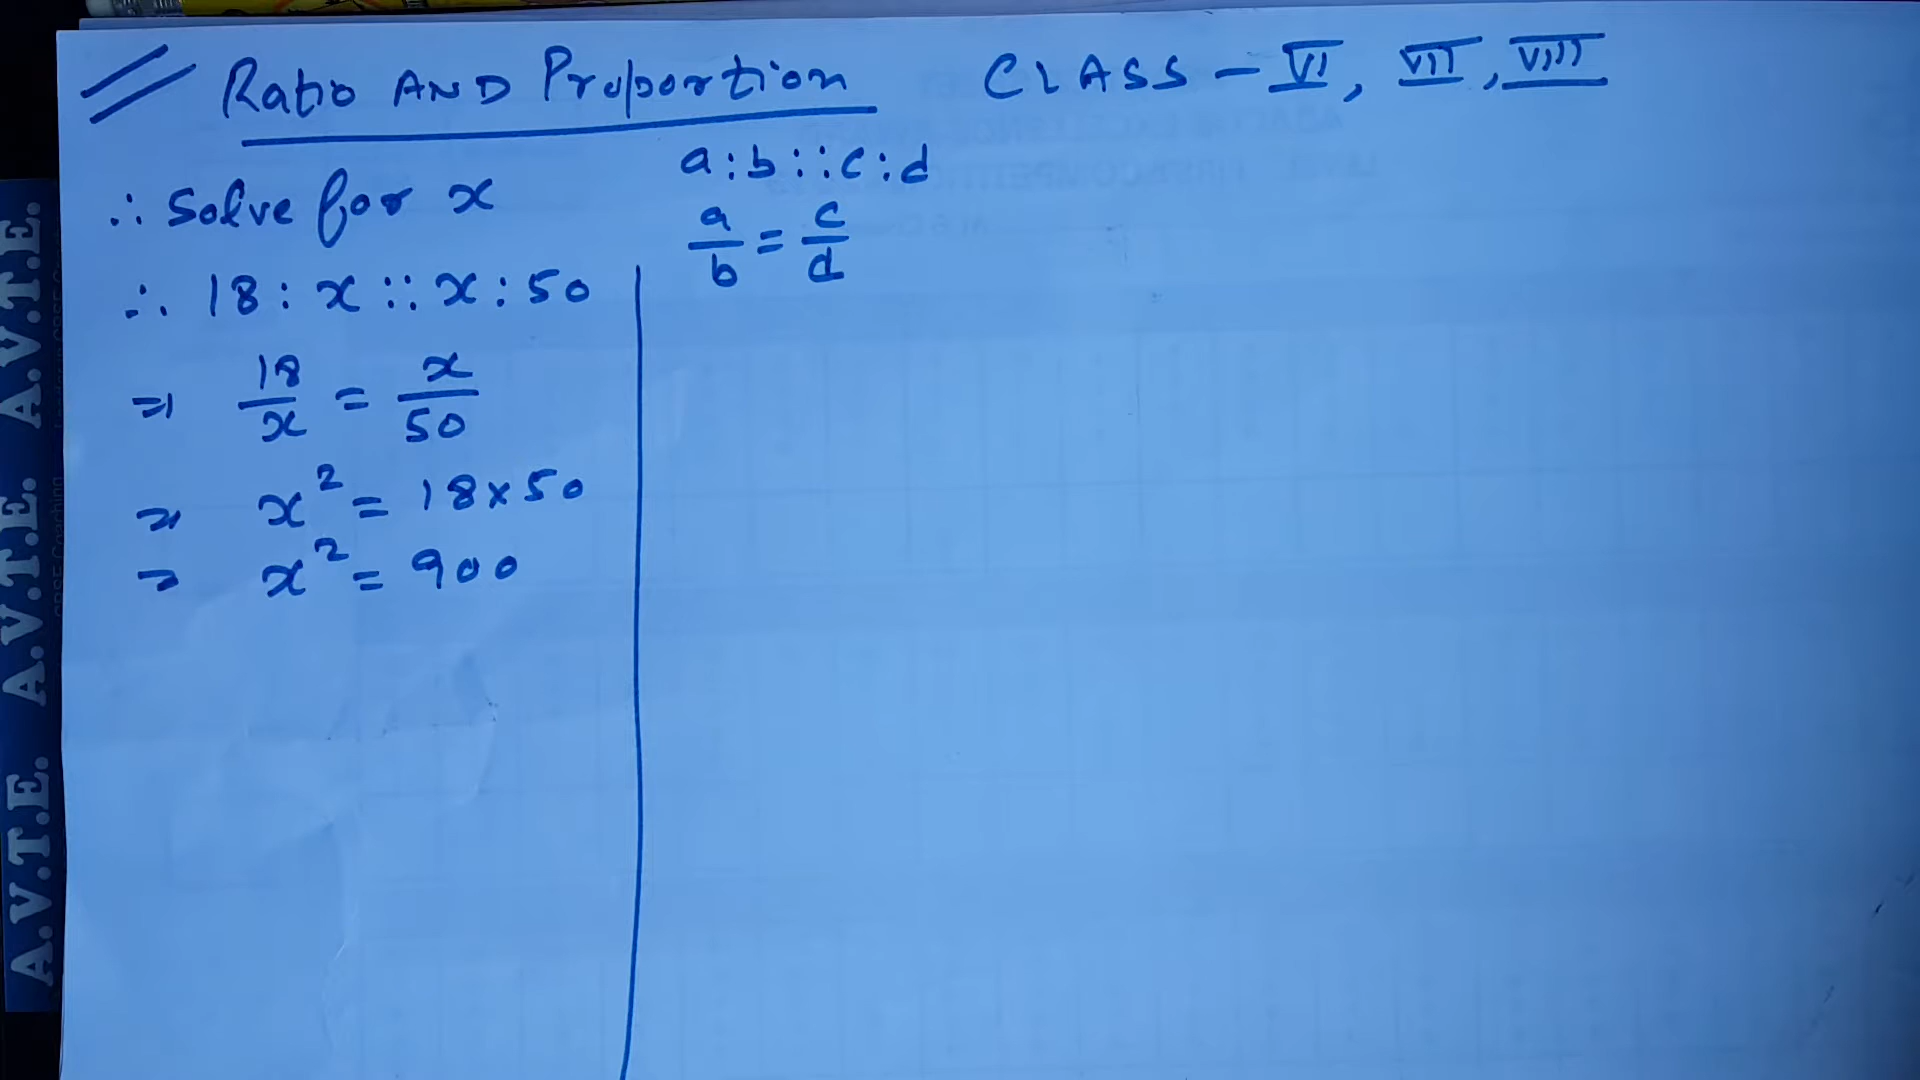 Ratio AND Proportion CLASS - VI, VII, VIII
a:b::c:d
a/b = c/d
∴ Solve for x
∴ 18 : x :: x : 50
⇒ 18/x = x/50
⇒ x² = 18 × 50
⇒ x² = 900
A.V.T.E. A.V.T.E. A.V.T.E. A.V.T.E.